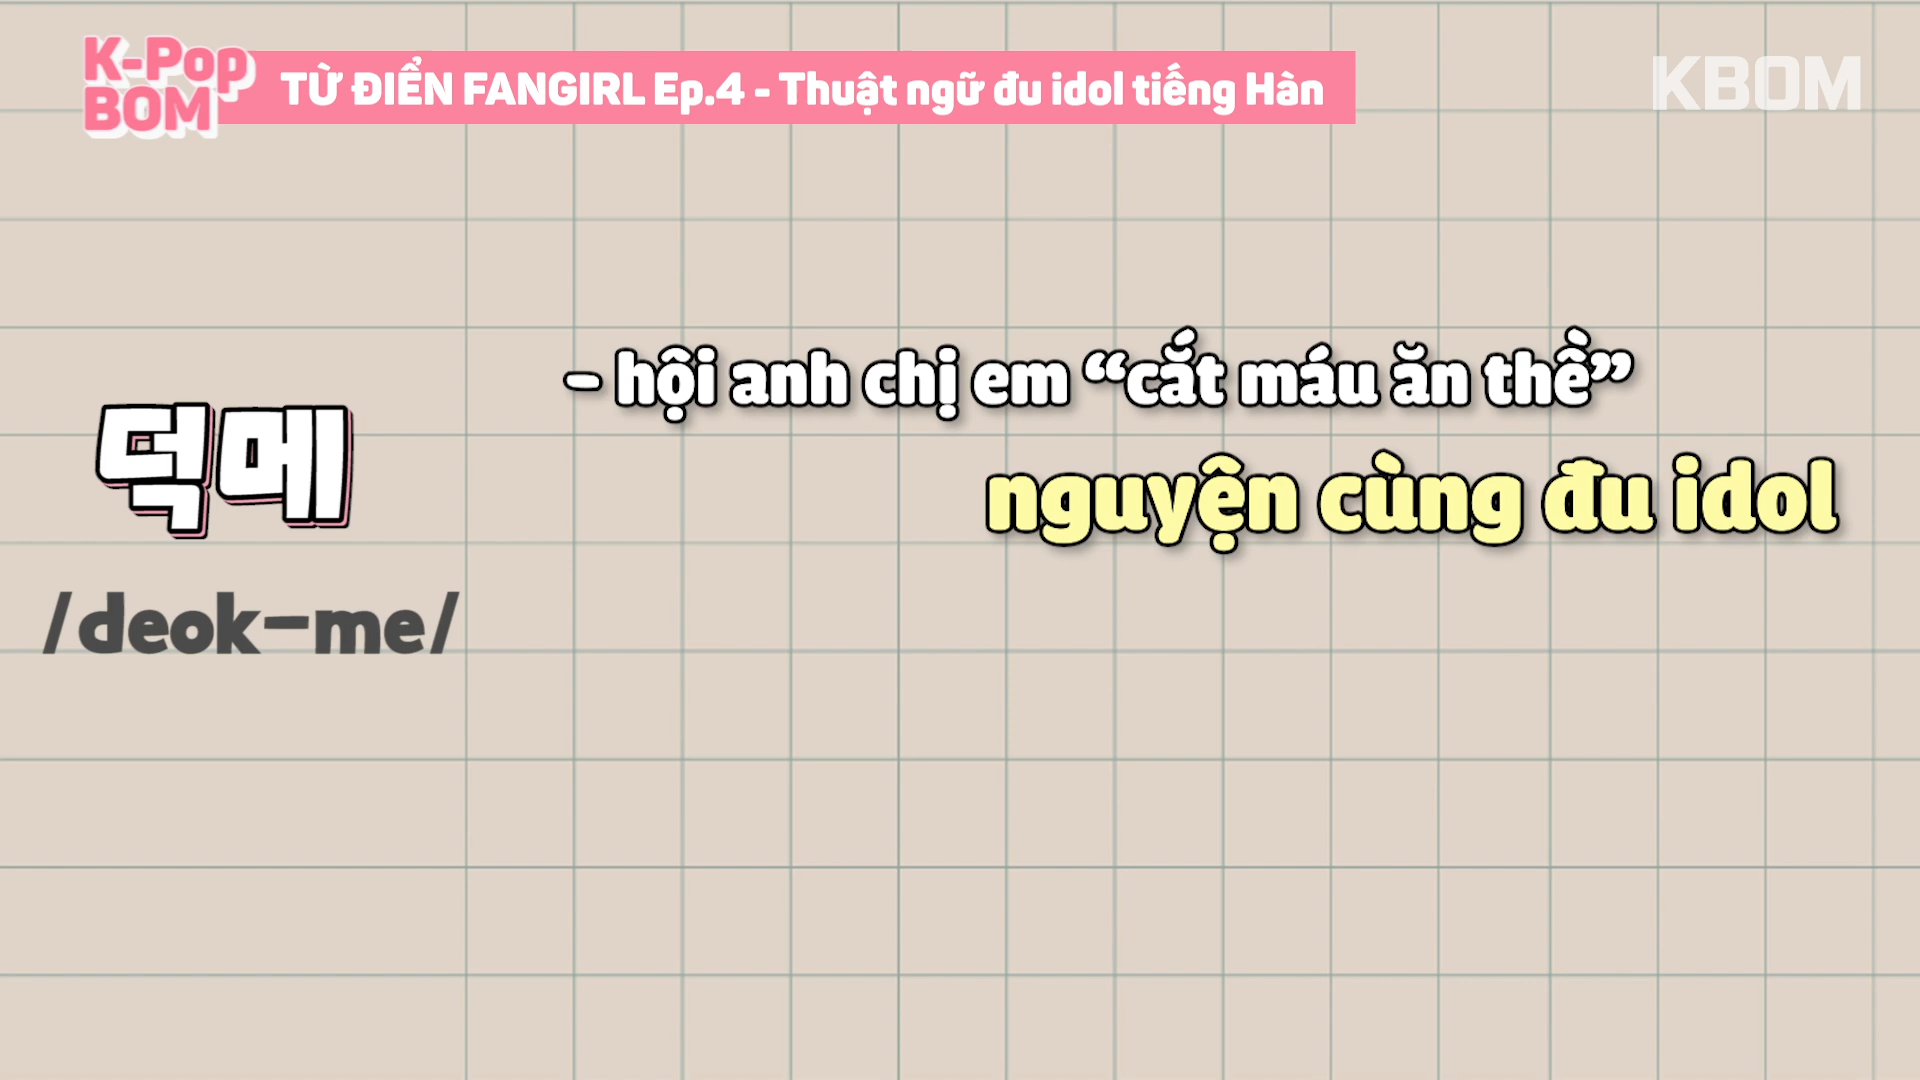 K-Pop
BOM
TỪ ĐIỂN FANGIRL Ep.4 - Thuật ngữ đu idol tiếng Hàn
KBOM
- hội anh chị em “cắt máu ăn thề”
nguyện cùng đu idol
덕메
/deok-me/